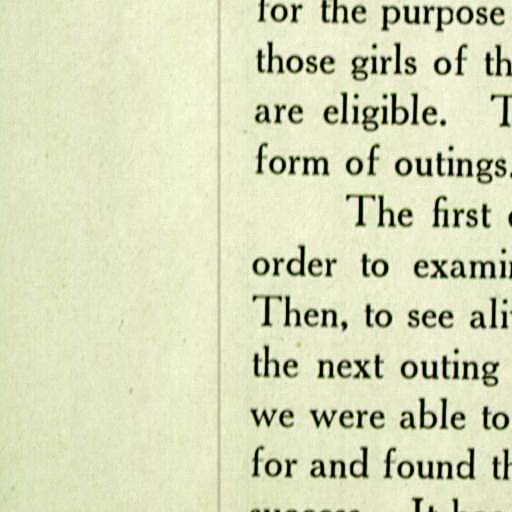 for the purpose
those girls of th
are eligible. T
form of outings.
The first
order to exami
Then, to see ali
the next outing
we were able to
for and found th